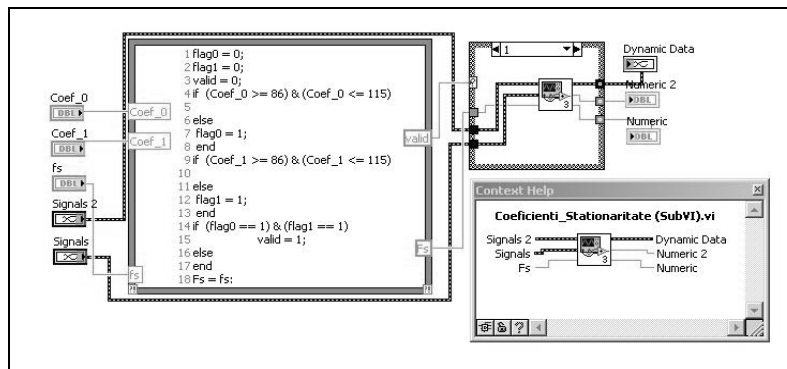 Coef_0
DBL
Coef_1
DBL
fs
DBL
Signals 2
Signals
Coef_0
Coef_1
fs
1 flag0 = 0;
2 flag1 = 0;
3 valid = 0;
4 if (Coef_0 >= 86) & (Coef_0 <= 115)
5
6 else
7 flag0 = 1;
8 end
9 if (Coef_1 >= 86) & (Coef_1 <= 115)
10
11 else
12 flag1 = 1;
13 end
14 if (flag0 == 1) & (flag1 == 1)
15 valid = 1;
16 else
17 end
18 Fs = fs;
valid
Fs
1
?
3
Dynamic Data
Numeric 2
DBL
Numeric
DBL
Context Help
Coeficienti_Stationaritate (SubVI).vi
Signals 2
Signals
Fs
3
Dynamic Data
Numeric 2
Numeric
?